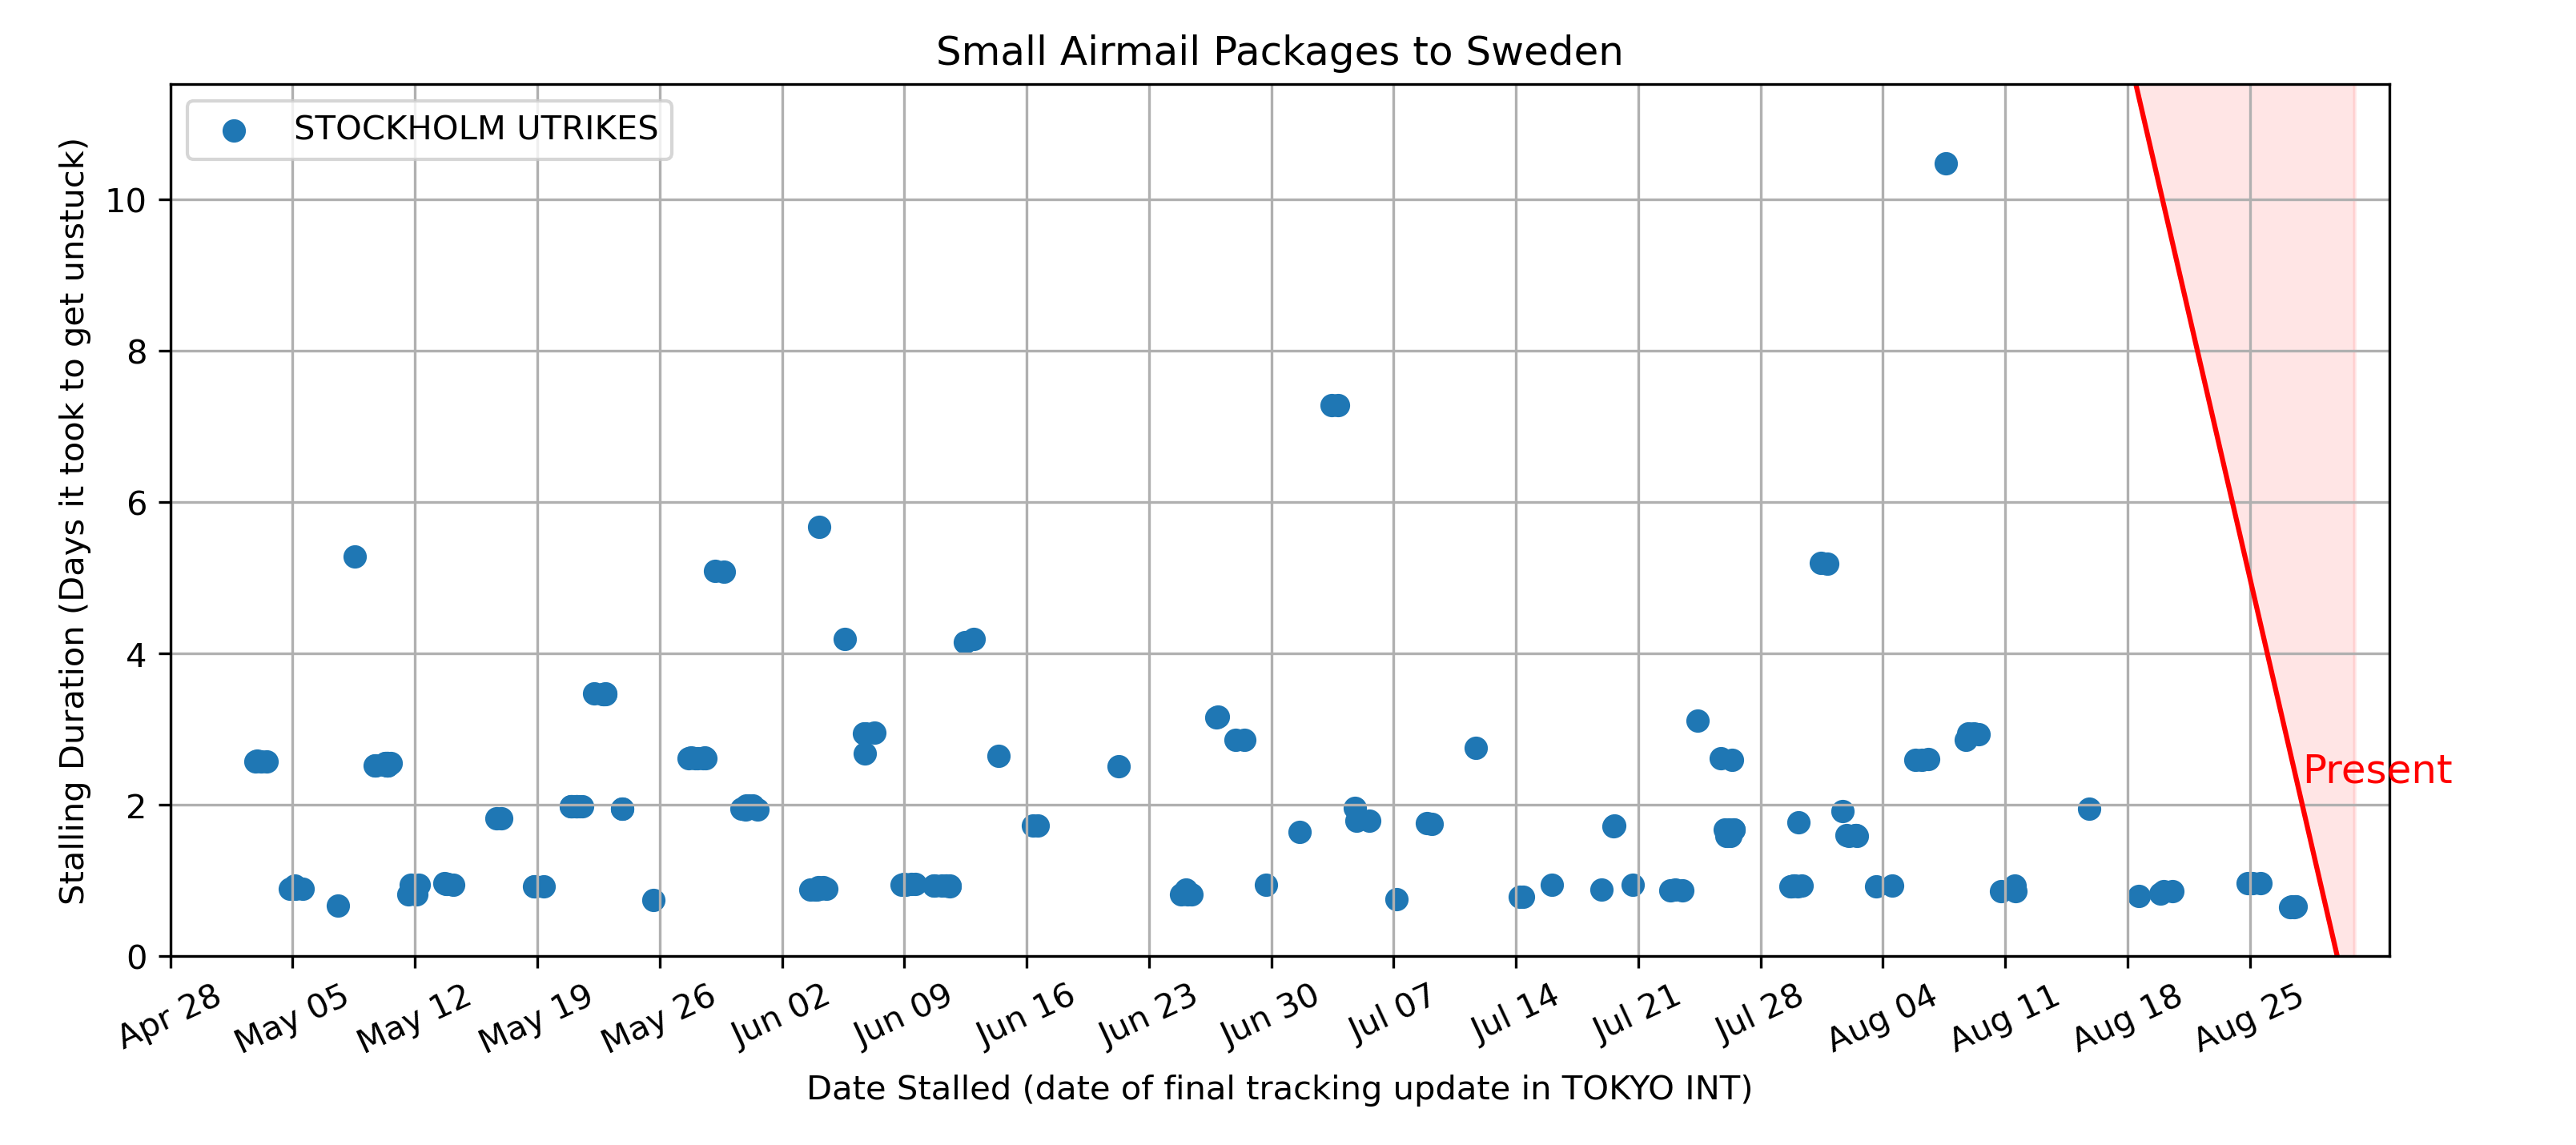 Small Airmail Packages to Sweden
STOCKHOLM UTRIKES
Stalling Duration (Days it took to get unstuck)
10
8
6
4
2
0
Present
Apr 28
May 05
May 12
May 19
May 26
Jun 02
Jun 09
Jun 16
Jun 23
Jun 30
Jul 07
Jul 14
Jul 21
Jul 28
Aug 04
Aug 11
Aug 18
Aug 25
Date Stalled (date of final tracking update in TOKYO INT)